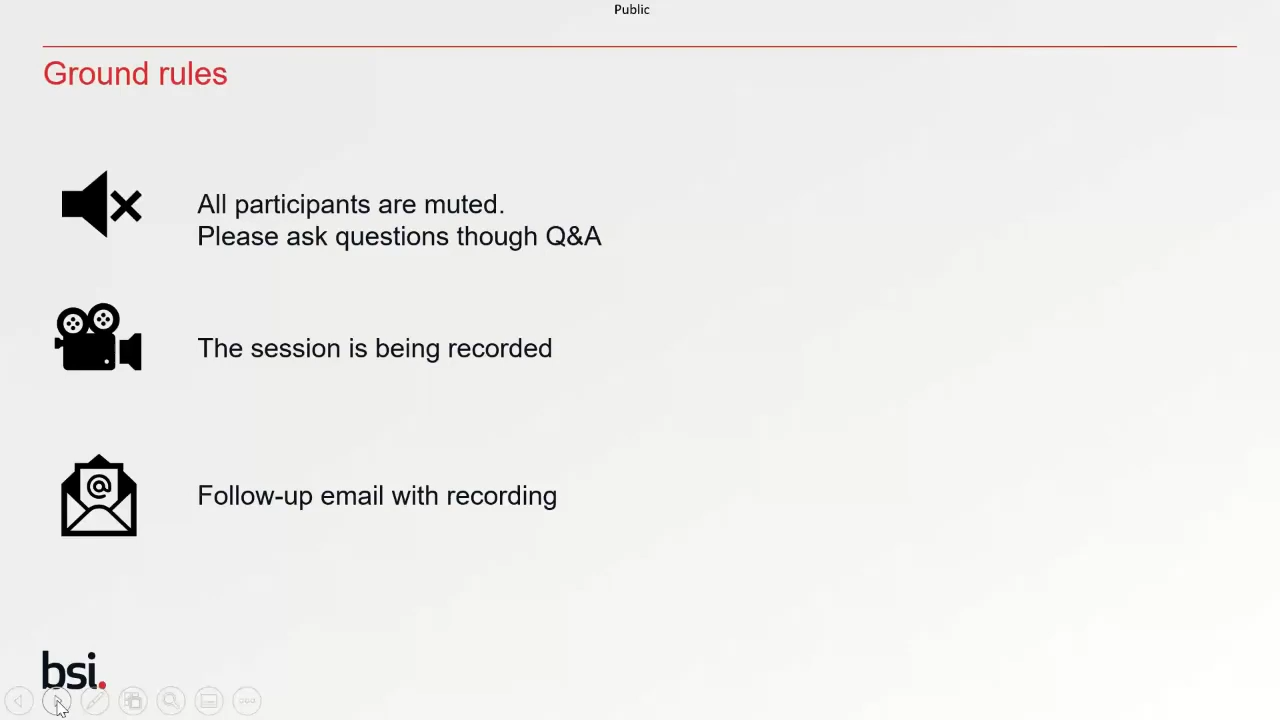 Public
Ground rules
All participants are muted.
Please ask questions though Q&A
The session is being recorded
@
Follow-up email with recording
bsi.